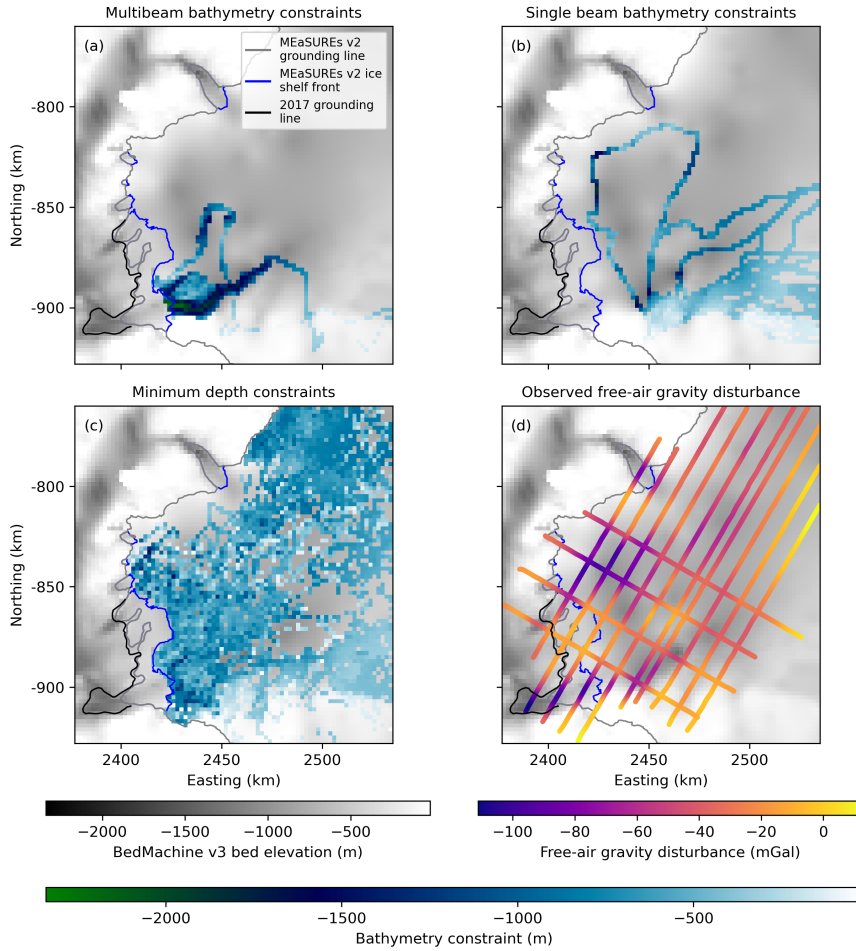 Multibeam bathymetry constraints
Single beam bathymetry constraints
(a)
MEaSUREs v2
grounding line
MEaSUREs v2 ice
shelf front
2017 grounding
line
(b)
Northing (km)
-800
-850
-900
Minimum depth constraints
Observed free-air gravity disturbance
(c)
(d)
Northing (km)
-800
-850
-900
2400
2450
2500
Easting (km)
2400
2450
2500
Easting (km)
−2000
−1500
−1000
−500
BedMachine v3 bed elevation (m)
−100
−80
−60
−40
−20
0
Free-air gravity disturbance (mGal)
−2000
−1500
−1000
−500
Bathymetry constraint (m)